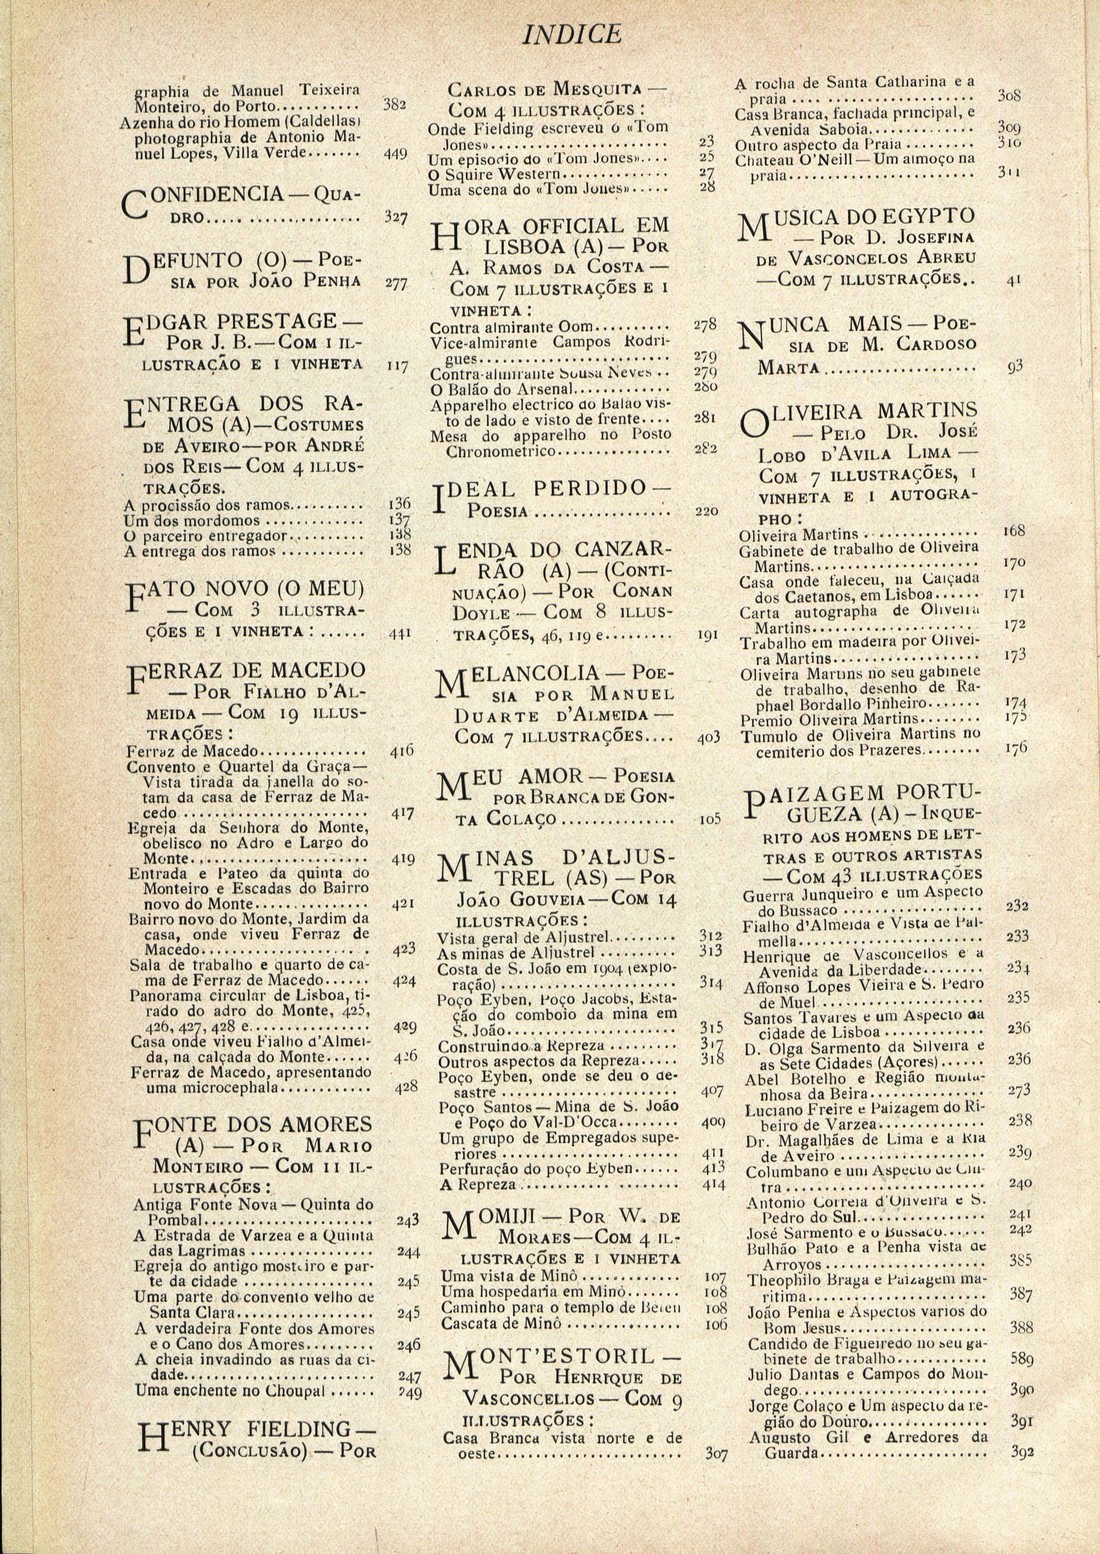 INDICE
graphia de Manuel Teixeira
Monteiro, do Porto........... 382
Azenha do rio Homem (Caldellas)
photographia de Antonio Ma-
nuel Lopes, Villa Verde....... 449
CONFIDENCIA — QUA-
DRO.................... 327
DEFUNTO (O) — POE-
SIA POR JOÃO PENHA 277
EDGAR PRESTAGE —
POR J. B. — COM 1 IL-
LUSTRAÇÃO E 1 VINHETA 117
ENTREGA DOS RA-
MOS (A)—COSTUMES
DE AVEIRO—POR ANDRÉ
DOS REIS—COM 4 ILLUS-
TRAÇÕES.
A procissão dos ramos.......... 136
Um dos mordomos ............. 137
O parceiro entregador.......... 138
A entrega dos ramos ........... 138
FATO NOVO (O MEU)
— COM 3 ILLUSTRA-
ÇÕES E 1 VINHETA : ...... 441
FERRAZ DE MACEDO
— POR FIALHO D'AL-
MEIDA — COM 19 ILLUS-
TRAÇÕES :
Ferraz de Macedo.............. 416
Convento e Quartel da Graça—
Vista tirada da janella do so-
tam da casa de Ferraz de Ma-
cedo ........................ 417
Egreja da Senhora do Monte,
obelisco no Adro e Largo do
Monte....................... 419
Entrada e Pateo da quinta do
Monteiro e Escadas do Bairro
novo do Monte............... 421
Bairro novo do Monte, Jardim da
casa, onde viveu Ferraz de
Macedo...................... 423
Sala de trabalho e quarto de ca-
ma de Ferraz de Macedo...... 424
Panorama circular de Lisboa, ti-
rado do adro do Monte, 425,
426, 427, 428 e............... 429
Casa onde viveu Fialho d'Almei-
da, na calçada do Monte...... 426
Ferraz de Macedo, apresentando
uma microcephala............ 428
FONTE DOS AMORES
(A) — POR MARIO
MONTEIRO — COM 11 IL-
LUSTRAÇÕES :
Antiga Fonte Nova — Quinta do
Pombal...................... 243
A Estrada de Varzea e a Quinta
das Lagrimas ................ 244
Egreja do antigo mosteiro e par-
te da cidade ................. 245
Uma parte do convento velho de
Santa Clara.................. 245
A verdadeira Fonte dos Amores
e o Cano dos Amores......... 246
A cheia invadindo as ruas da ci-
dade......................... 247
Uma enchente no Choupal ...... 249
HENRY FIELDING —
(CONCLUSÃO) — POR
CARLOS DE MESQUITA —
COM 4 ILLUSTRAÇÕES :
Onde Fielding escreveu o «Tom
Jones»....................... 23
Um episodio do «Tom Jones».... 25
O Squire Western.............. 27
Uma scena do «Tom Jones»..... 28
HORA OFFICIAL EM
LISBOA (A) — POR
A. RAMOS DA COSTA —
COM 7 ILLUSTRAÇÕES E 1
VINHETA :
Contra almirante Oom.......... 278
Vice-almirante Campos Rodri-
gues......................... 279
Contra-almirante Sousa Neves .. 279
O Balão do Arsenal............. 280
Apparelho electrico do Balão vis-
to de lado e visto de frente.... 281
Mesa do apparelho no Posto
Chronometrico............... 282
IDEAL PERDIDO —
POESIA ................. 220
LENDA DO CANZAR-
RÃO (A) — (CONTI-
NUAÇÃO) — POR CONAN
DOYLE — COM 8 ILLUS-
TRAÇÕES, 46, 119 e......... 191
MELANCOLIA — POE-
SIA POR MANUEL
DUARTE D'ALMEIDA —
COM 7 ILLUSTRAÇÕES.... 403
MEU AMOR — POESIA
POR BRANCA DE GON-
TA COLAÇO .............. 105
MINAS D'ALJUS-
TREL (AS) — POR
JOÃO GOUVEIA — COM 14
ILLUSTRAÇÕES :
Vista geral de Aljustrel......... 312
As minas de Aljustrel .......... 313
Costa de S. João em 1904 (explo-
ração) ...................... 314
Poço Eyben, Poço Jacobs, Esta-
ção do comboio da mina em
S. João...................... 315
Construindo a Repreza ......... 317
Outros aspectos da Repreza..... 318
Poço Eyben, onde se deu o de-
sastre ....................... 407
Poço Santos — Mina de S. João
e Poço do Val-D'Occa........ 409
Um grupo de Empregados supe-
riores ....................... 411
Perfuração do poço Eyben...... 413
A Repreza.................... 414
MOMIJI — POR W. DE
MORAES—COM 4 IL-
LUSTRAÇÕES E 1 VINHETA
Uma vista de Minô ............. 107
Uma hospedaria em Minô....... 108
Caminho para o templo de Beien 108
Cascata de Minô ............... 106
MONT'ESTORIL —
POR HENRIQUE DE
VASCONCELLOS — COM 9
ILLUSTRAÇÕES :
Casa Branca vista norte e de
oeste......................... 307
A rocha de Santa Catharina e a
praia ........................ 308
Casa Branca, fachada principal, e
Avenida Saboia.............. 309
Outro aspecto da Praia ......... 310
Chateau O'Neill — Um almoço na
praia......................... 311
MUSICA DO EGYPTO
— POR D. JOSEFINA
DE VASCONCELOS ABREU
—COM 7 ILLUSTRAÇÕES.. 41
NUNCA MAIS — POE-
SIA DE M. CARDOSO
MARTA .................. 93
OLIVEIRA MARTINS
— PELO DR. JOSÉ
LOBO D'AVILA LIMA —
COM 7 ILLUSTRAÇÕES, 1
VINHETA E 1 AUTOGRA-
PHO :
Oliveira Martins ............... 168
Gabinete de trabalho de Oliveira
Martins...................... 170
Casa onde faleceu, na Calçada
dos Caetanos, em Lisboa...... 171
Carta autographa de Oliveira
Martins...................... 172
Trabalho em madeira por Olivei-
ra Martins................... 173
Oliveira Martins no seu gabinete
de trabalho, desenho de Ra-
phael Bordallo Pinheiro....... 174
Premio Oliveira Martins........ 175
Tumulo de Oliveira Martins no
cemiterio dos Prazeres........ 176
PAIZAGEM PORTU-
GUEZA (A) — INQUE-
RITO AOS HOMENS DE LET-
TRAS E OUTROS ARTISTAS
— COM 43 ILLUSTRAÇÕES
Guerra Junqueiro e um Aspecto
do Bussaco .................. 232
Fialho d'Almeida e Vista de Pal-
mella........................ 233
Henrique de Vasconcellos e a
Avenida da Liberdade........ 234
Affonso Lopes Vieira e S. Pedro
de Muel ..................... 235
Santos Tavares e um Aspecto da
cidade de Lisboa ............. 236
D. Olga Sarmento da Silveira e
as Sete Cidades (Açores)...... 236
Abel Botelho e Região monta-
nhosa da Beira............... 273
Luciano Freire e Paizagem do Ri-
beiro de Varzea.............. 238
Dr. Magalhães de Lima e a Ria
de Aveiro ................... 239
Columbano e um Aspecto de Cin-
tra .......................... 240
Antonio Correia d'Oliveira e S.
Pedro do Sul................. 241
José Sarmento e o Bussaco...... 242
Bulhão Pato e a Penha vista de
Arroyos ..................... 385
Theophilo Braga e Paizagem ma-
ritima....................... 387
João Penha e Aspectos varios do
Bom Jesus................... 388
Candido de Figueiredo no seu ga-
binete de trabalho............ 589
Julio Dantas e Campos do Mon-
dego......................... 390
Jorge Colaço e Um aspecto da re-
gião do Douro................ 391
Augusto Gil e Arredores da
Guarda...................... 392